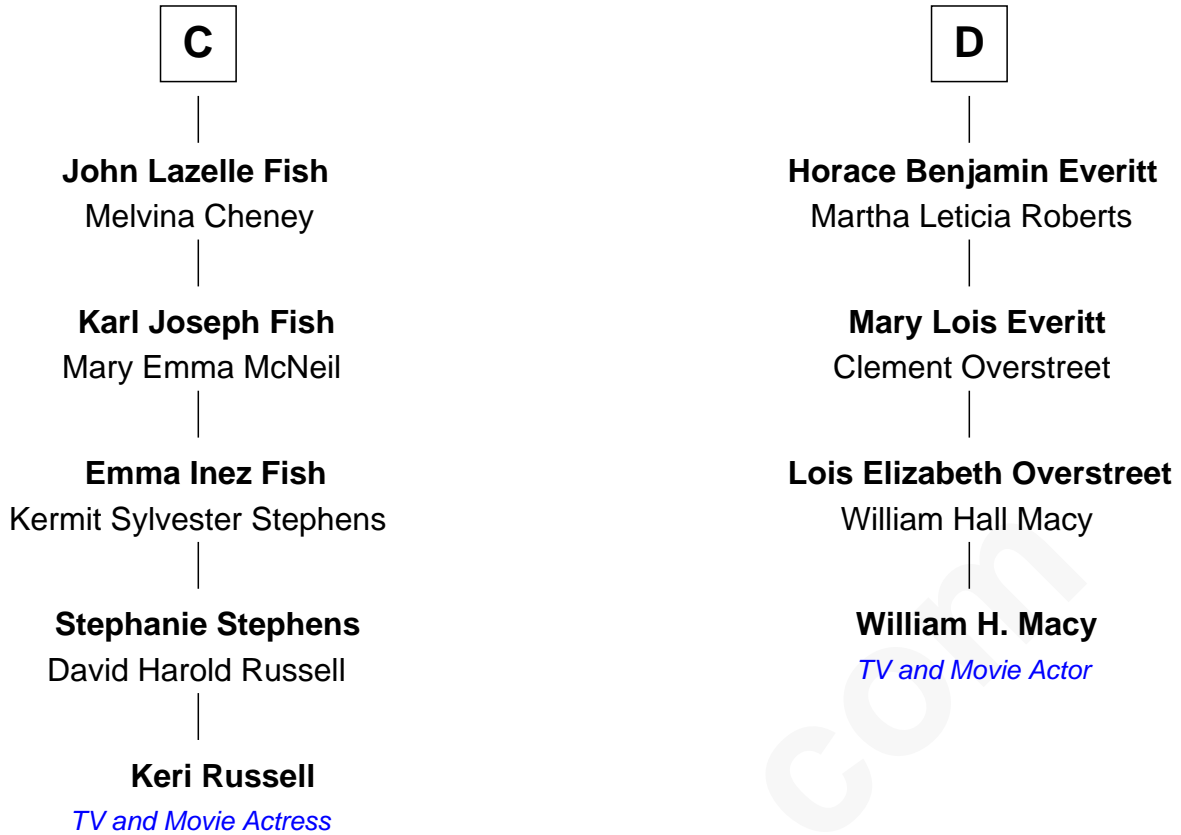 C
John Lazelle Fish
Melvina Cheney
Karl Joseph Fish
Mary Emma McNeil
Emma Inez Fish
Kermit Sylvester Stephens
Stephanie Stephens
David Harold Russell
Keri Russell
TV and Movie Actress
D
Horace Benjamin Everitt
Martha Leticia Roberts
Mary Lois Everitt
Clement Overstreet
Lois Elizabeth Overstreet
William Hall Macy
William H. Macy
TV and Movie Actor
com